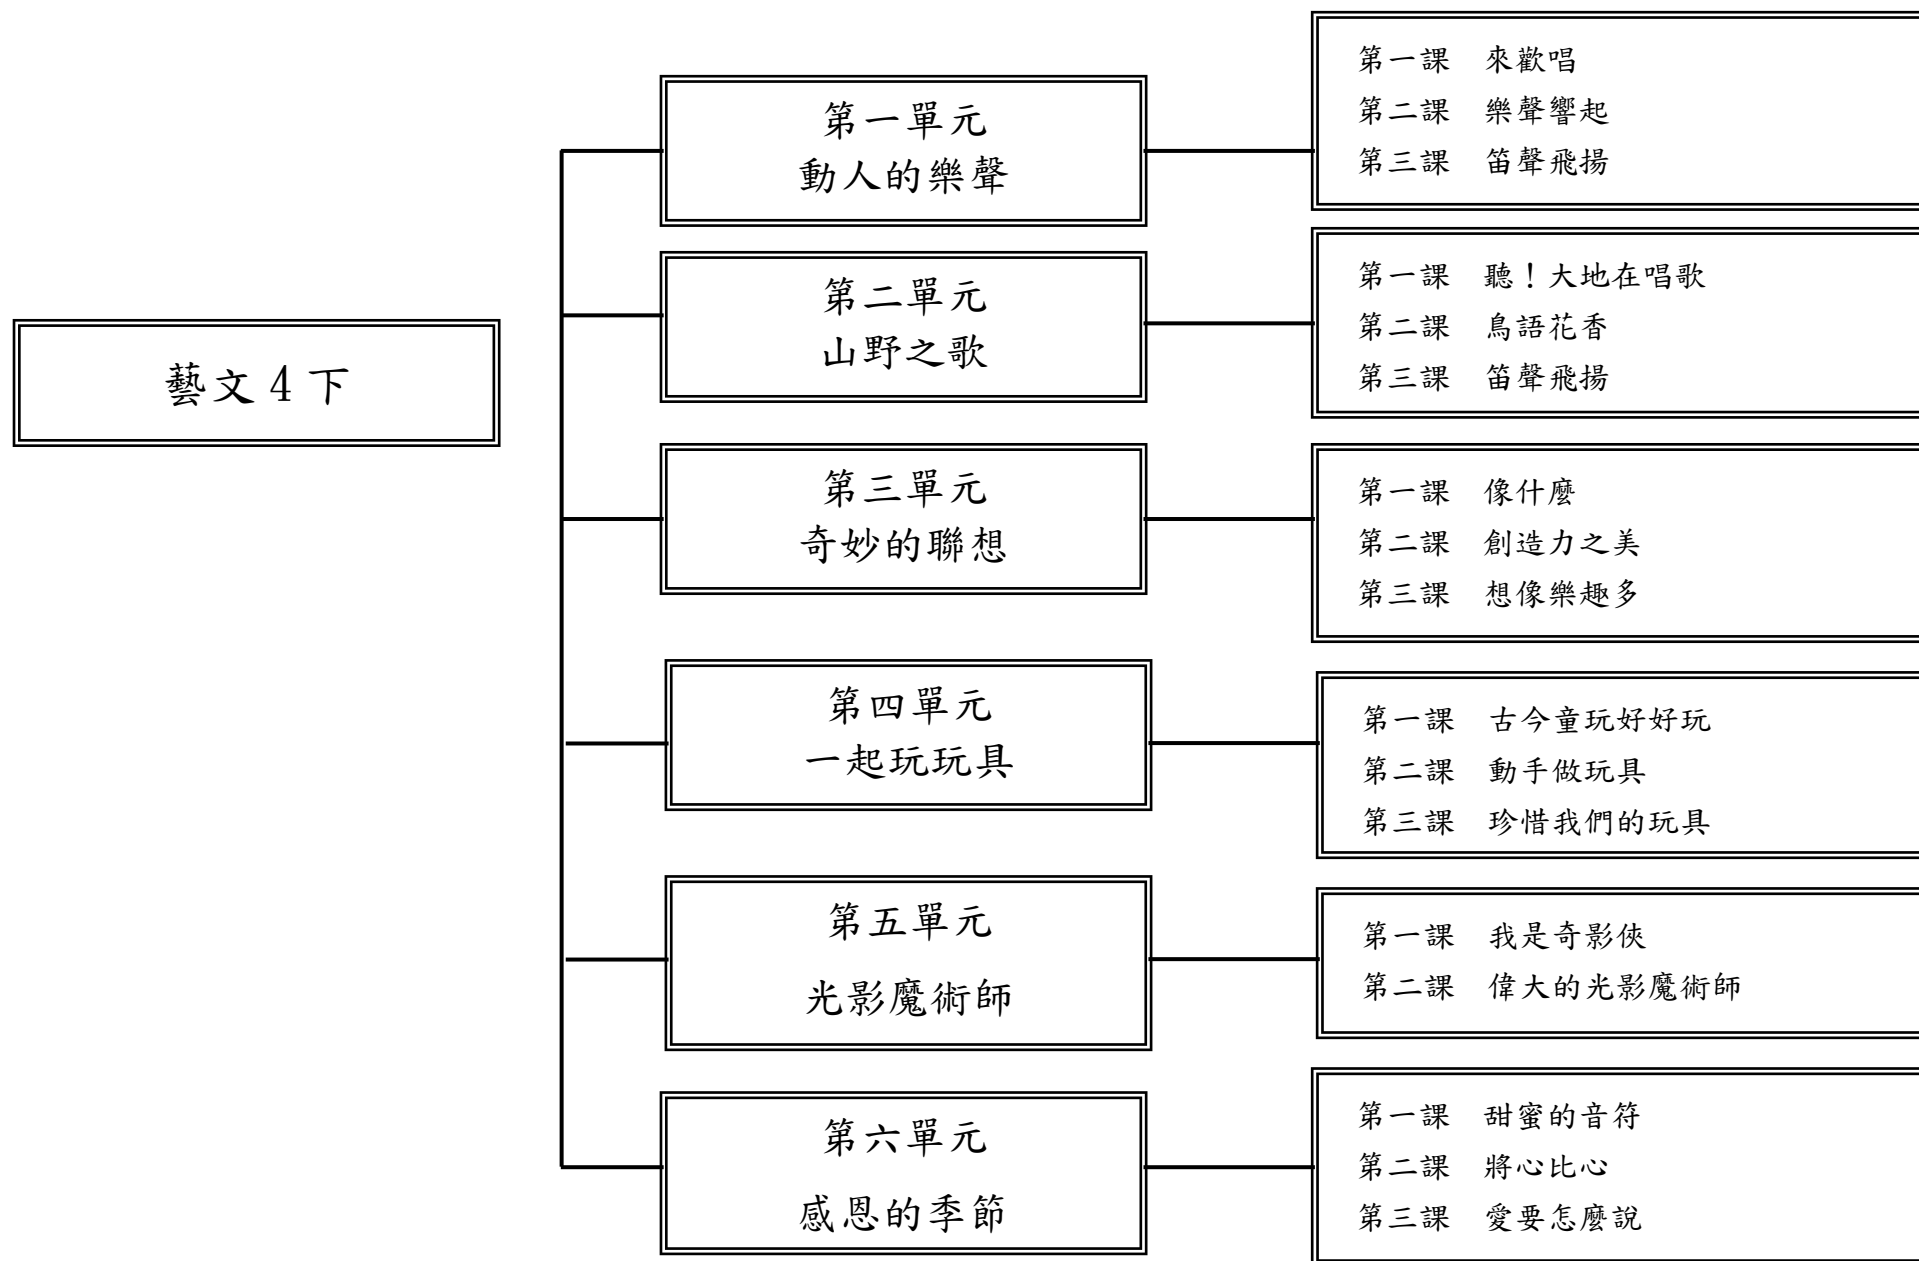 藝文 4 下
第一單元
動人的樂聲
第一課　來歡唱
第二課　樂聲響起
第三課　笛聲飛揚
第二單元
山野之歌
第一課　聽！大地在唱歌
第二課　鳥語花香
第三課　笛聲飛揚
第三單元
奇妙的聯想
第一課　像什麼
第二課　創造力之美
第三課　想像樂趣多
第四單元
一起玩玩具
第一課　古今童玩好好玩
第二課　動手做玩具
第三課　珍惜我們的玩具
第五單元
光影魔術師
第一課　我是奇影俠
第二課　偉大的光影魔術師
第六單元
感恩的季節
第一課　甜蜜的音符
第二課　將心比心
第三課　愛要怎麼說